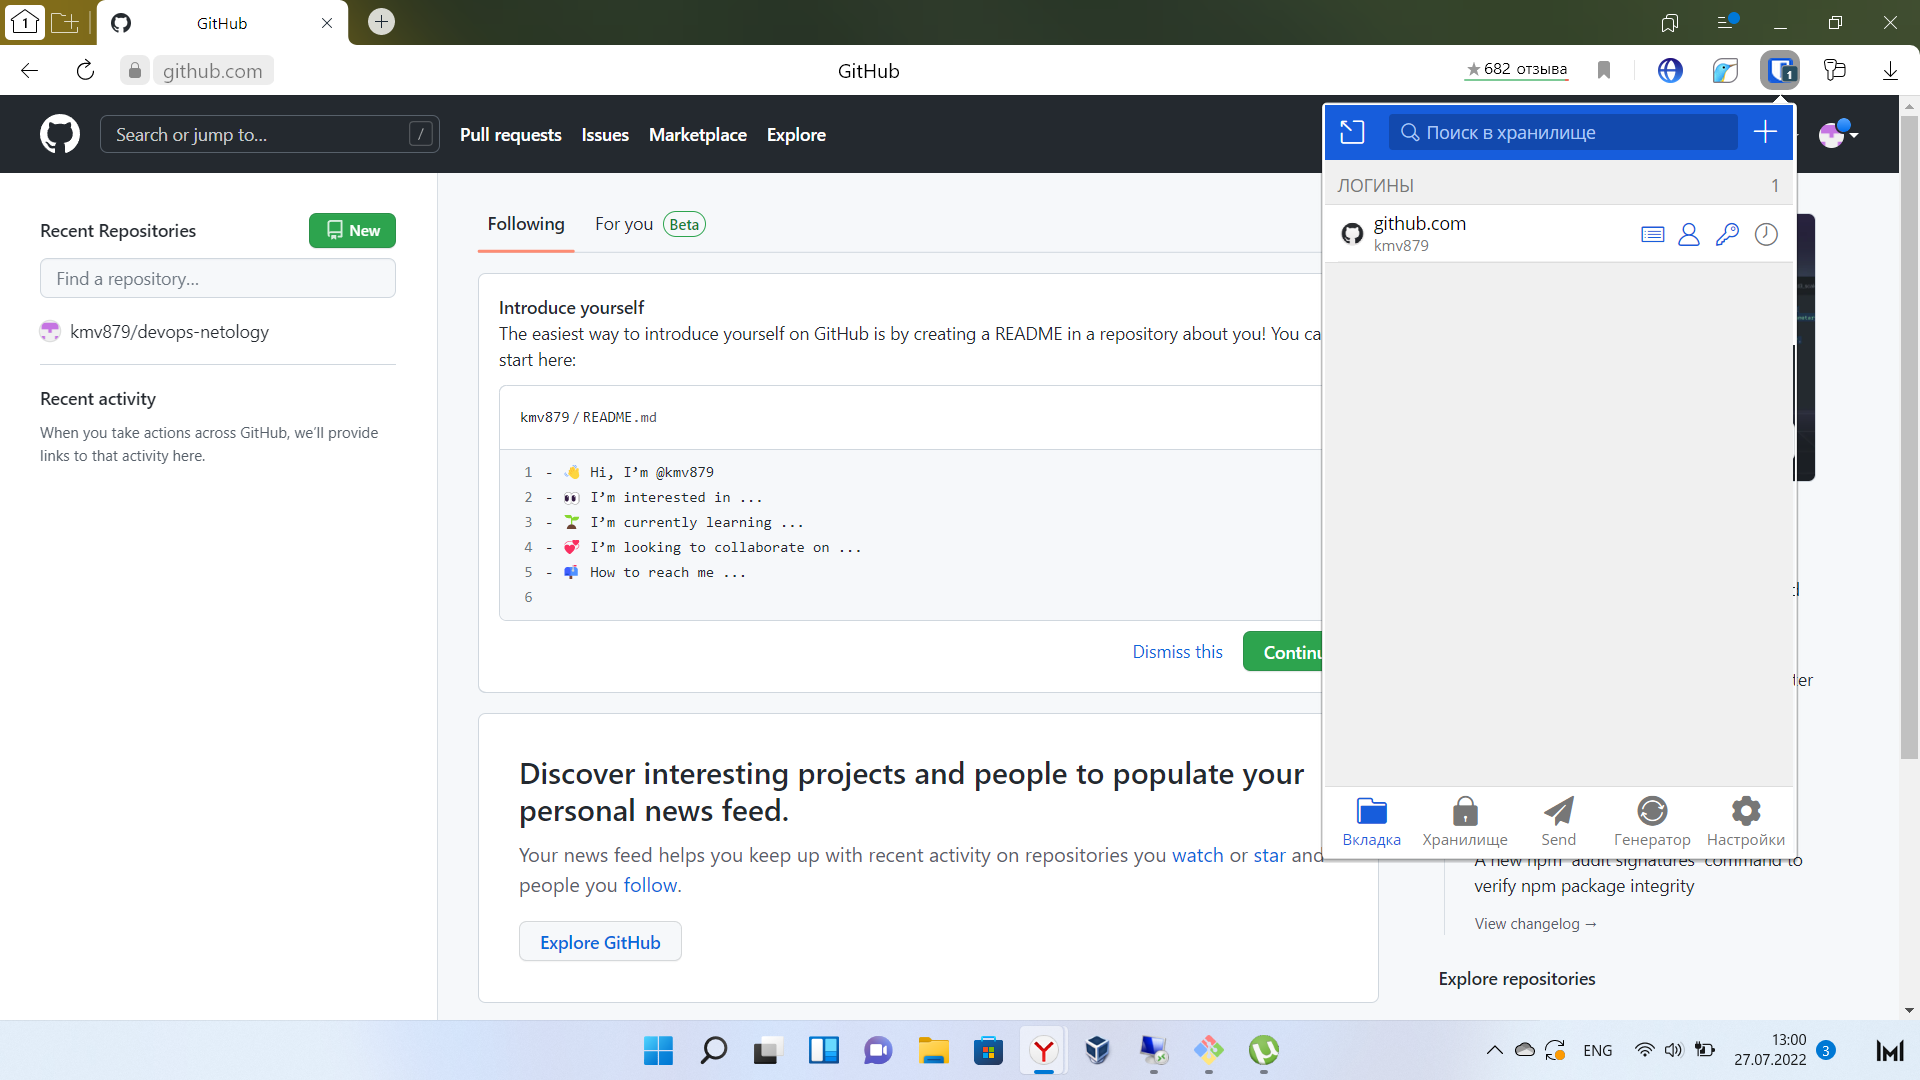 1
GitHub
github.com
GitHub
682 отзыва
1
Search or jump to...
/
Pull requests
Issues
Marketplace
Explore
Recent Repositories
New
Find a repository...
kmv879/devops-netology
Recent activity
When you take actions across GitHub, we'll provide
links to that activity here.
Following
For you
Beta
Introduce yourself
The easiest way to introduce yourself on GitHub is by creating a README in a repository about you! You ca
start here:
kmv879/README.md
1 - 👋 Hi, I'm @kmv879
2 - 👀 I'm interested in ...
3 - 🌱 I'm currently learning ...
4 - 💞️ I'm looking to collaborate on ...
5 - 📫 How to reach me ...
6
Dismiss this
Continu
Discover interesting projects and people to populate your
personal news feed.
Your news feed helps you keep up with recent activity on repositories you watch or star and
people you follow.
Explore GitHub
Поиск в хранилище
ЛОГИНЫ
1
github.com
kmv879
Вкладка
Хранилище
Send
Генератор
Настройки
A new npm `audit signatures` command to
verify npm package integrity
View changelog →
Explore repositories
ENG
13:00
27.07.2022
3